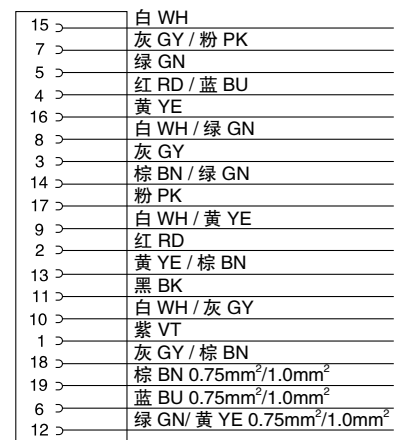 15 白 WH
7 灰 GY / 粉 PK
5 绿 GN
4 红 RD / 蓝 BU
16 黄 YE
8 白 WH / 绿 GN
3 灰 GY
14 棕 BN / 绿 GN
17 粉 PK
9 白 WH / 黄 YE
2 红 RD
13 黄 YE / 棕 BN
11 黑 BK
10 白 WH / 灰 GY
1 紫 VT
18 灰 GY / 棕 BN
19 棕 BN 0.75mm²/1.0mm²
6 蓝 BU 0.75mm²/1.0mm²
12 绿 GN/ 黄 YE 0.75mm²/1.0mm²